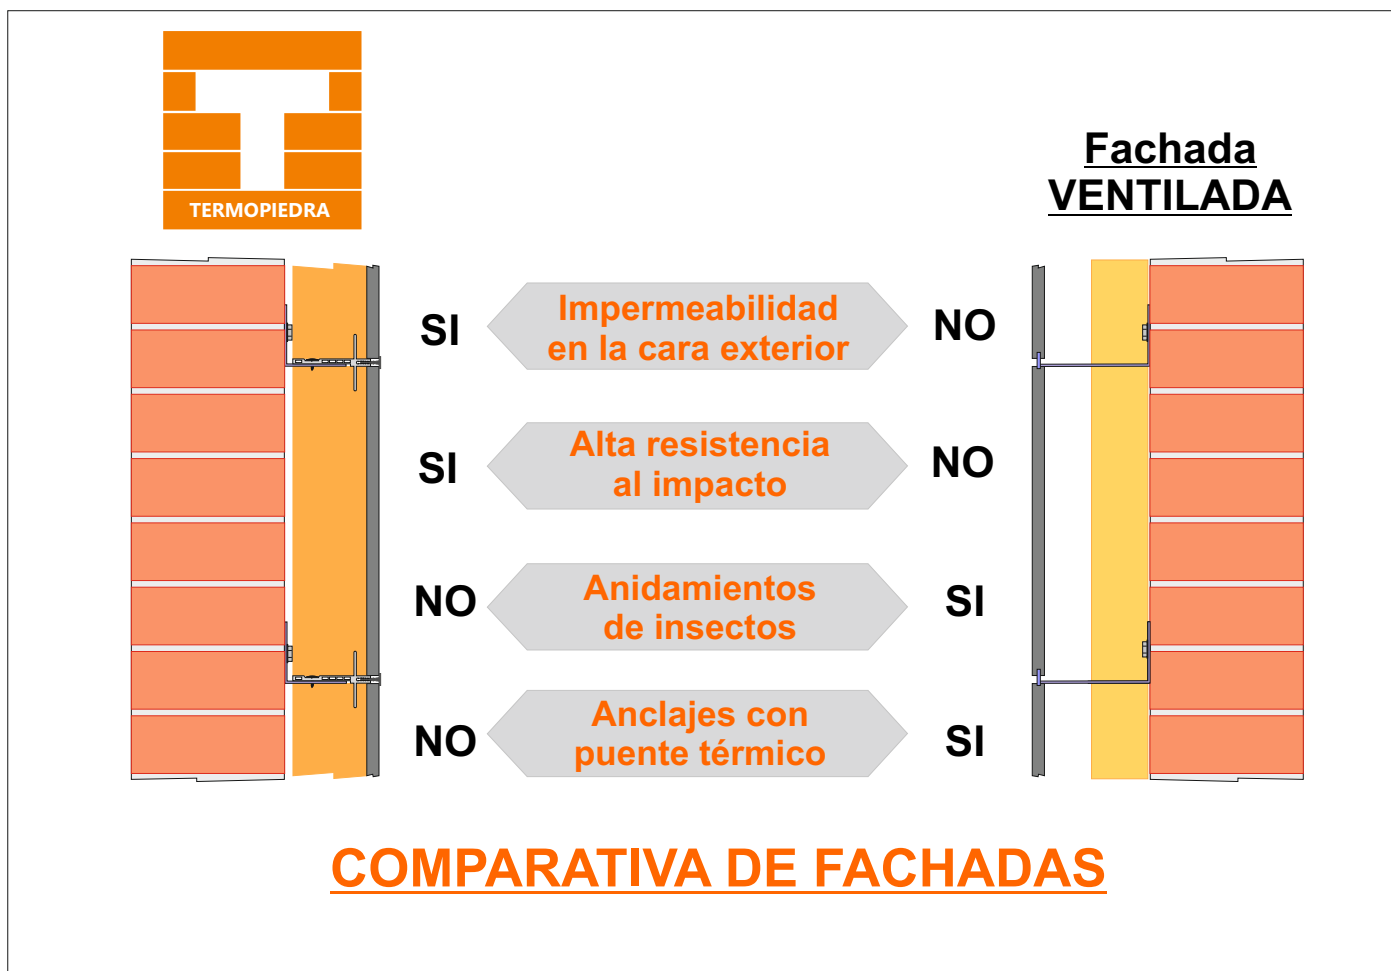 TERMOPIEDRA
Fachada
VENTILADA
SI
Impermeabilidad
en la cara exterior
NO
SI
Alta resistencia
al impacto
NO
NO
Anidamientos
de insectos
SI
NO
Anclajes con
puente térmico
SI
COMPARATIVA DE FACHADAS